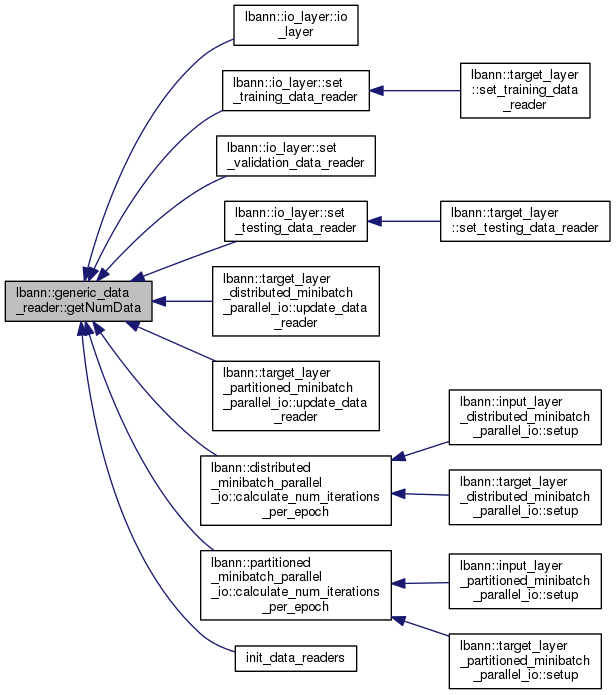 lbann::generic_data
_reader::getNumData
lbann::io_layer::io
_layer
lbann::io_layer::set
_training_data_reader
lbann::target_layer
::set_training_data
_reader
lbann::io_layer::set
_validation_data_reader
lbann::io_layer::set
_testing_data_reader
lbann::target_layer
::set_testing_data_reader
lbann::target_layer
_distributed_minibatch
_parallel_io::update_data
_reader
lbann::target_layer
_partitioned_minibatch
_parallel_io::update_data
_reader
lbann::distributed
_minibatch_parallel
_io::calculate_num_iterations
_per_epoch
lbann::input_layer
_distributed_minibatch
_parallel_io::setup
lbann::target_layer
_distributed_minibatch
_parallel_io::setup
lbann::partitioned
_minibatch_parallel
_io::calculate_num_iterations
_per_epoch
lbann::input_layer
_partitioned_minibatch
_parallel_io::setup
lbann::target_layer
_partitioned_minibatch
_parallel_io::setup
init_data_readers